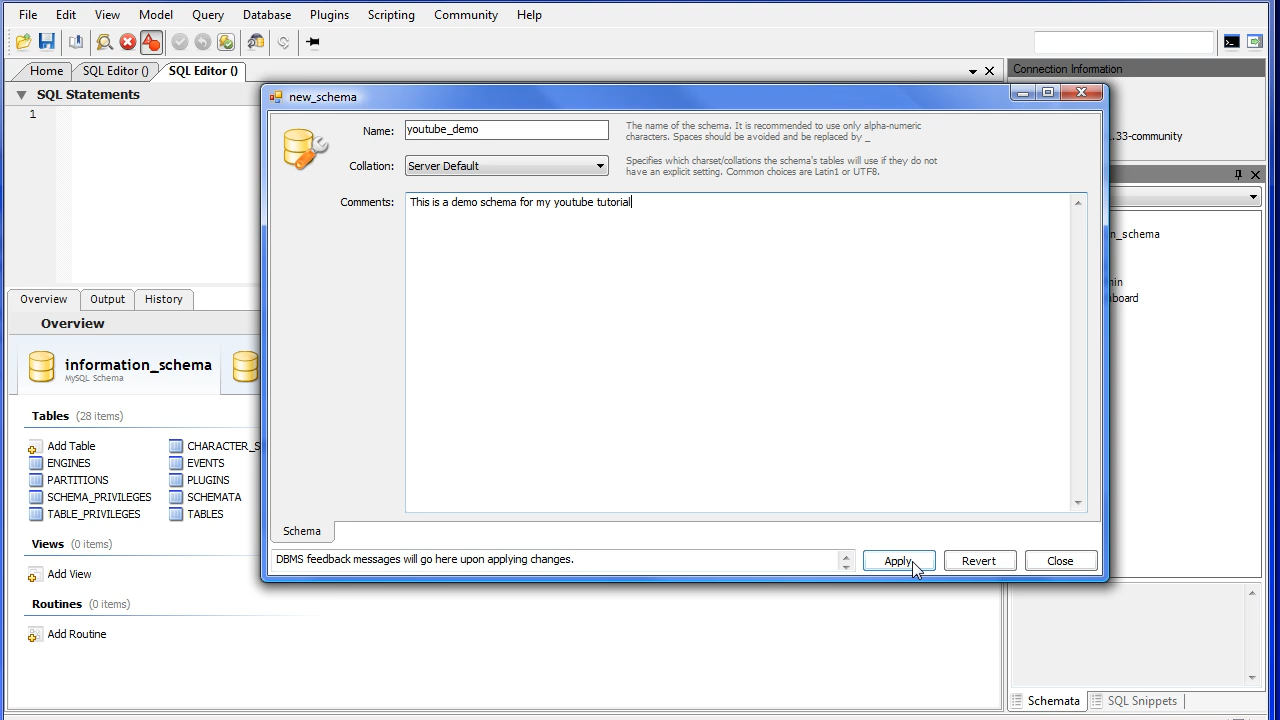 File Edit View Model Query Database Plugins Scripting Community Help
Home SQL Editor () SQL Editor ()
Connection Information
SQL Statements
1
new_schema
Name: youtube_demo
The name of the schema. It is recommended to use only alpha-numeric
characters. Spaces should be avoided and be replaced by _
.33-community
Collation: Server Default
Specifies which charset/collations the schema's tables will use if they do not
have an explicit setting. Common choices are Latin1 or UTF8.
Comments: This is a demo schema for my youtube tutorial
_schema
board
Overview Output History
Overview
information_schema
MySQL Schema
Tables (28 items)
Add Table CHARACTER_S
ENGINES EVENTS
PARTITIONS PLUGINS
SCHEMA_PRIVILEGES SCHEMATA
TABLE_PRIVILEGES TABLES
Schema
DBMS feedback messages will go here upon applying changes.
Apply Revert Close
Views (0 items)
Add View
Routines (0 items)
Add Routine
Schemata SQL Snippets